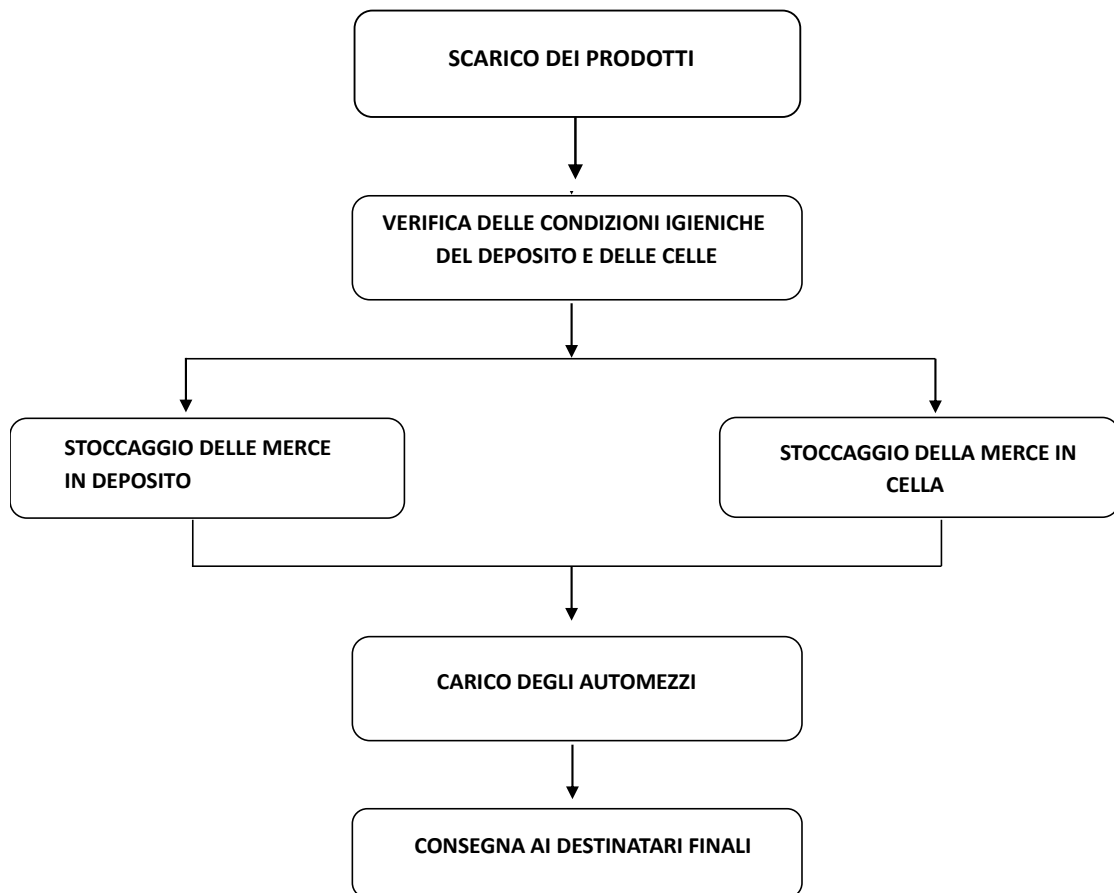 SCARICO DEI PRODOTTI
VERIFICA DELLE CONDIZIONI IGIENICHE
DEL DEPOSITO E DELLE CELLE
STOCCAGGIO DELLE MERCE
IN DEPOSITO
STOCCAGGIO DELLA MERCE IN
CELLA
CARICO DEGLI AUTOMEZZI
CONSEGNA AI DESTINATARI FINALI